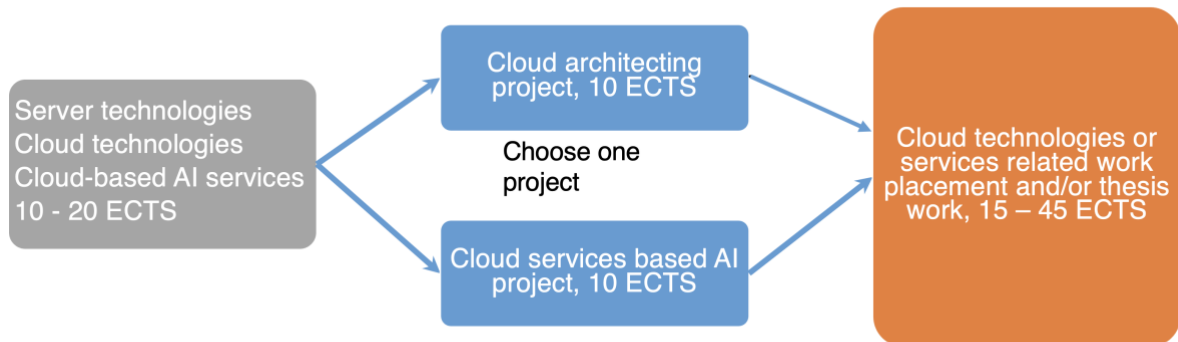 Server technologies
Cloud technologies
Cloud-based AI services
10 - 20 ECTS
Cloud architecting
project, 10 ECTS
Choose one
project
Cloud services based AI
project, 10 ECTS
Cloud technologies or
services related work
placement and/or thesis
work, 15 – 45 ECTS